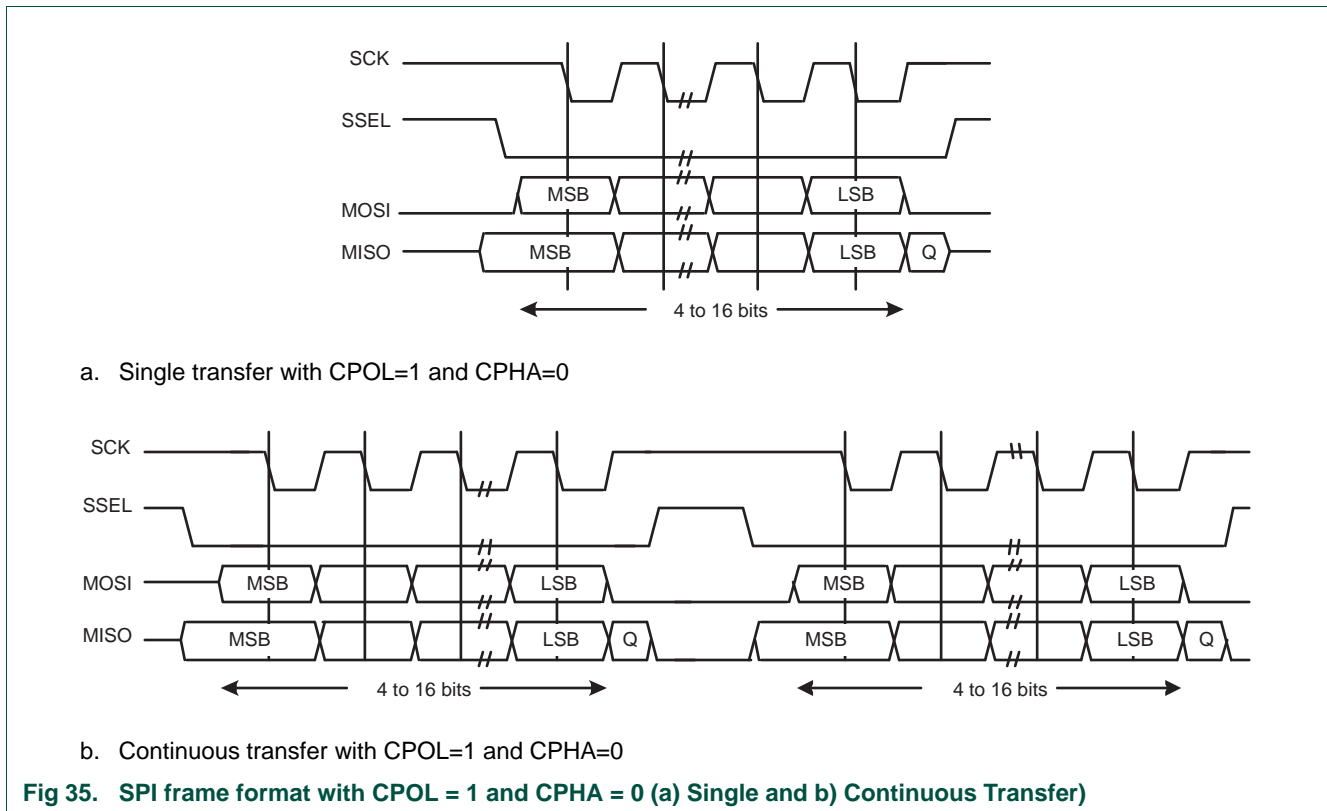 SCK
SSEL
MOSI
MSB
LSB
MISO
MSB
LSB
Q
4 to 16 bits
a. Single transfer with CPOL=1 and CPHA=0
SCK
SSEL
MOSI
MSB
LSB
MSB
LSB
MISO
MSB
LSB
Q
MSB
LSB
Q
4 to 16 bits
4 to 16 bits
b. Continuous transfer with CPOL=1 and CPHA=0
Fig 35. SPI frame format with CPOL = 1 and CPHA = 0 (a) Single and b) Continuous Transfer)